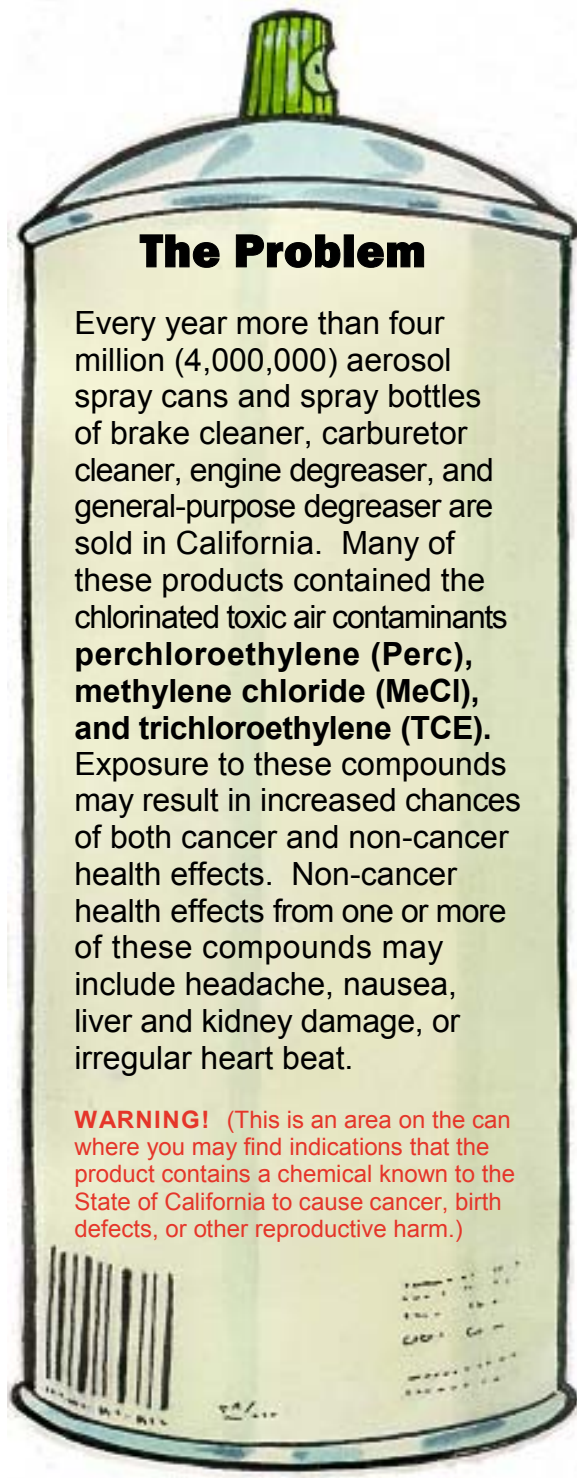 The Problem
Every year more than four
million (4,000,000) aerosol
spray cans and spray bottles
of brake cleaner, carburetor
cleaner, engine degreaser, and
general-purpose degreaser are
sold in California.  Many of
these products contained the
chlorinated toxic air contaminants
perchloroethylene (Perc),
methylene chloride (MeCl),
and trichloroethylene (TCE).
Exposure to these compounds
may result in increased chances
of both cancer and non-cancer
health effects.  Non-cancer
health effects from one or more
of these compounds may
include headache, nausea,
liver and kidney damage, or
irregular heart beat.
WARNING!  (This is an area on the can
where you may find indications that the
product contains a chemical known to the
State of California to cause cancer, birth
defects, or other reproductive harm.)